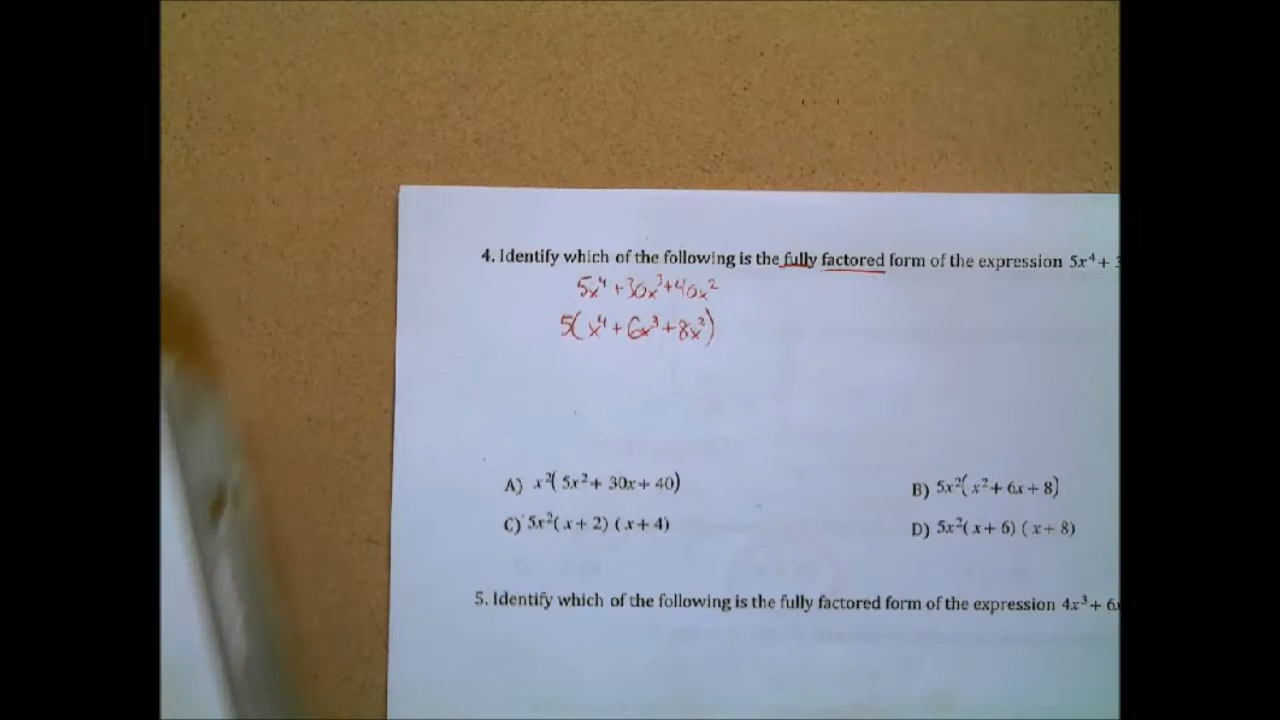 4. Identify which of the following is the fully factored form of the expression 5x⁴ + 3
5x⁴ + 30x³ + 40x²
5(x⁴ + 6x³ + 8x²)
A) x²( 5x² + 30x + 40)
B) 5x²( x² + 6x + 8)
C) 5x²(x + 2) (x + 4)
D) 5x²( x + 6) ( x + 8)
5. Identify which of the following is the fully factored form of the expression 4x³ + 6x